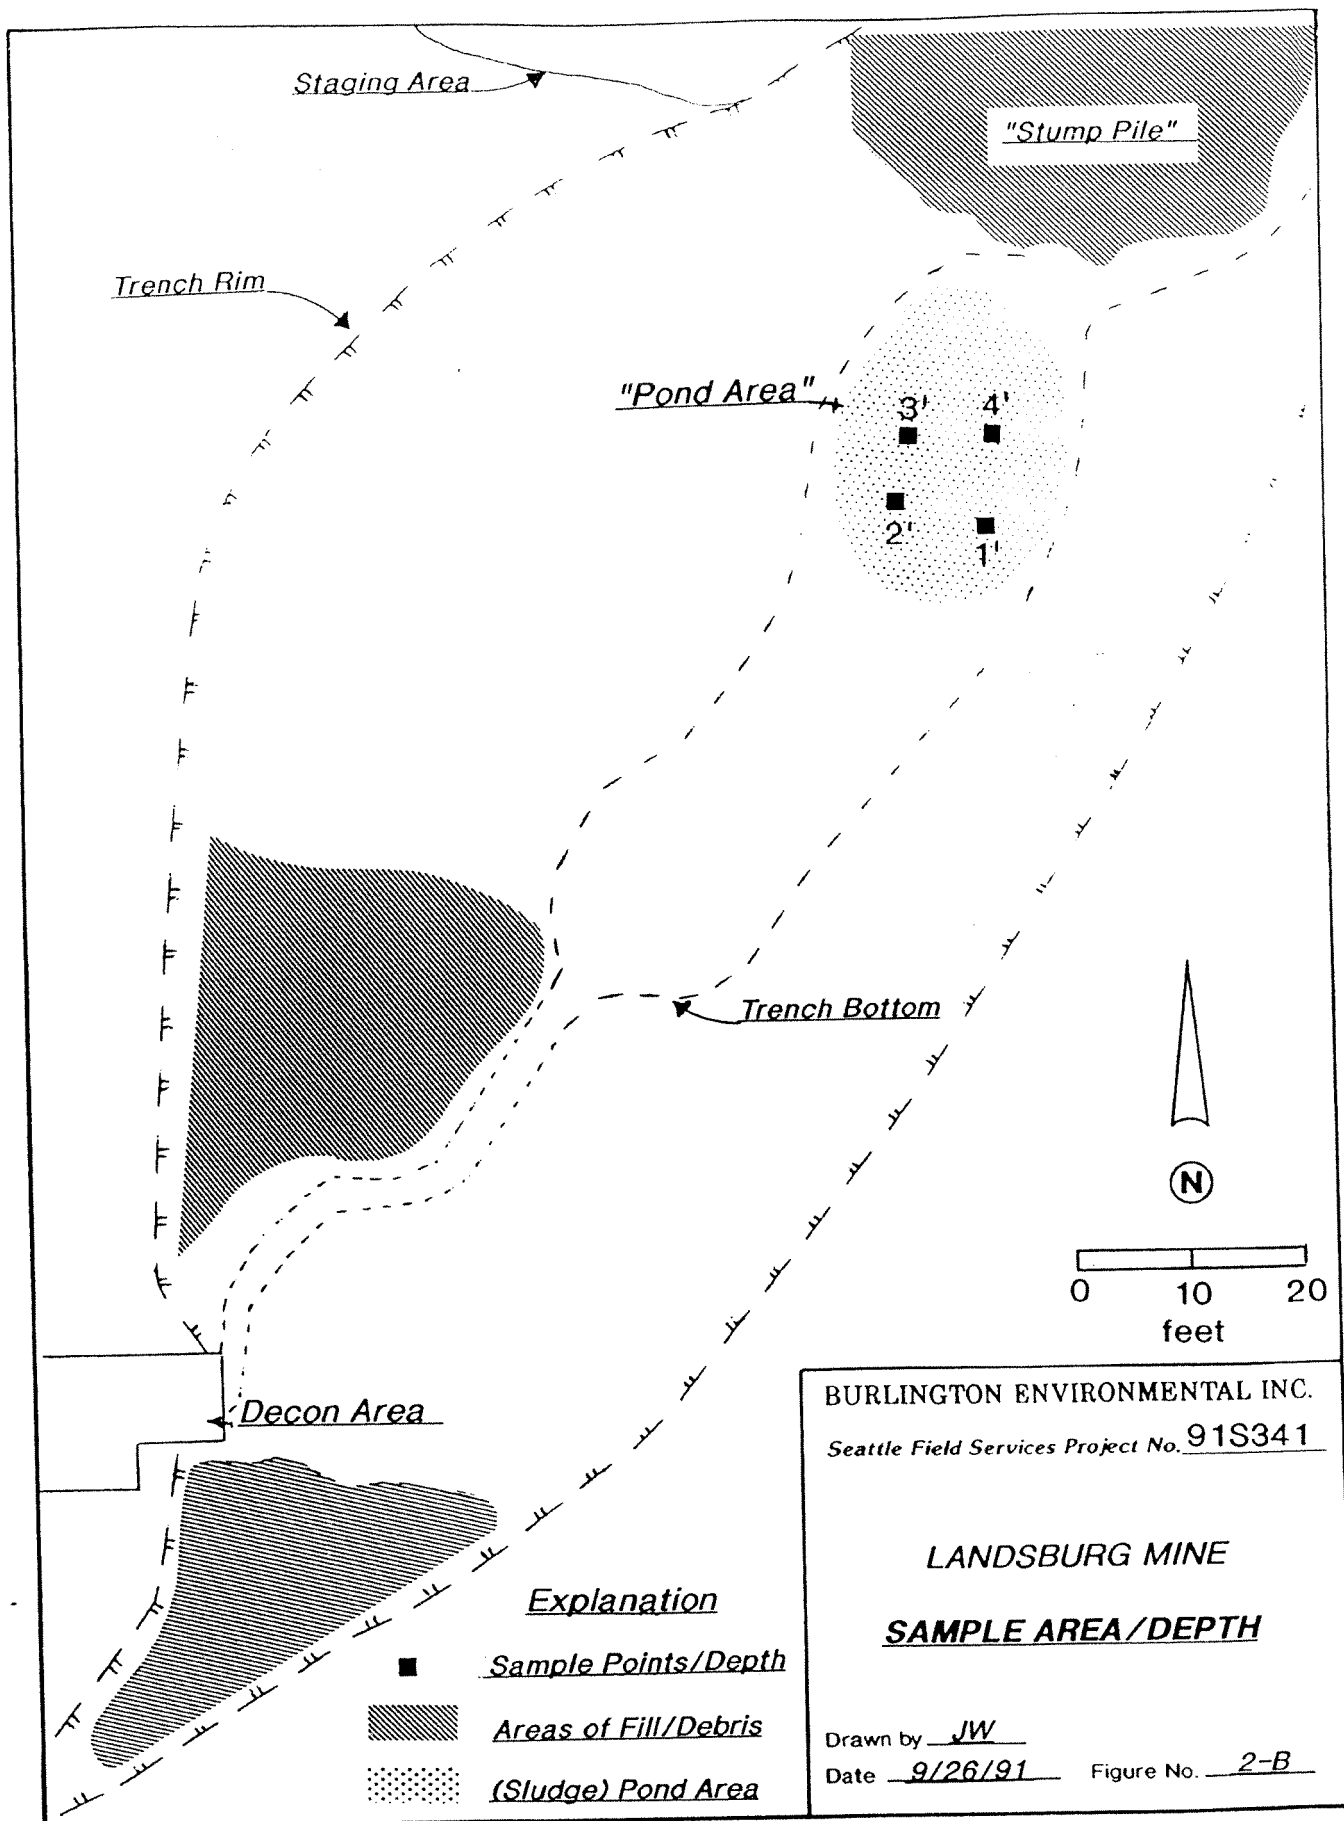 Staging Area
"Stump Pile"
Trench Rim
"Pond Area"
3' 4'
2' 1'
Trench Bottom
N
0 10 20
feet
Decon Area
BURLINGTON ENVIRONMENTAL INC.
Seattle Field Services Project No. 91S341
LANDSBURG MINE
SAMPLE AREA/DEPTH
Drawn by JW
Date 9/26/91 Figure No. 2-B
Explanation
Sample Points/Depth
Areas of Fill/Debris
(Sludge) Pond Area